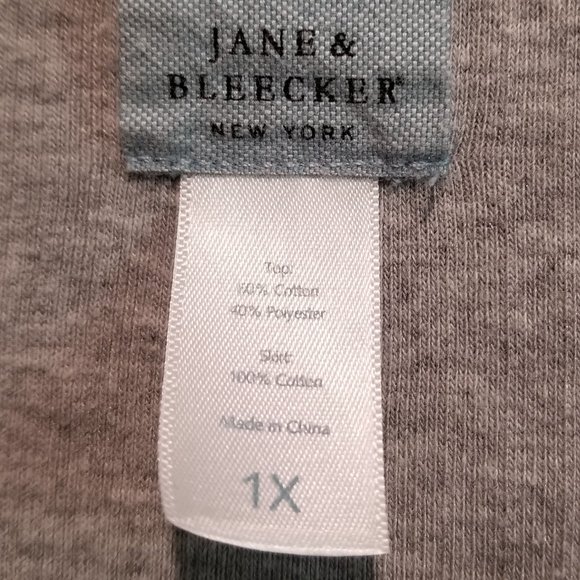 JANE &
BLEECKER®
NEW YORK
Top:
60% Cotton
40% Polyester
Skirt:
100% Cotton
Made in China
1X